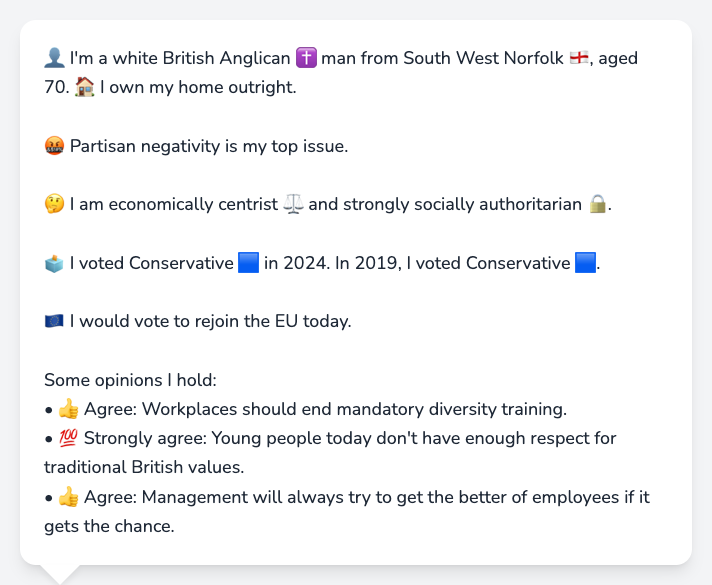 👤 I'm a white British Anglican ✝️ man from South West Norfolk 🏴󠁧󠁢󠁥󠁮󠁧󠁿, aged
70. 🏠 I own my home outright.
🤬 Partisan negativity is my top issue.
🤔 I am economically centrist ⚖️ and strongly socially authoritarian 🔒.
🗳️ I voted Conservative 🟦 in 2024. In 2019, I voted Conservative 🟦.
🇪🇺 I would vote to rejoin the EU today.
Some opinions I hold:
• 👍 Agree: Workplaces should end mandatory diversity training.
• 💯 Strongly agree: Young people today don't have enough respect for
traditional British values.
• 👍 Agree: Management will always try to get the better of employees if it
gets the chance.